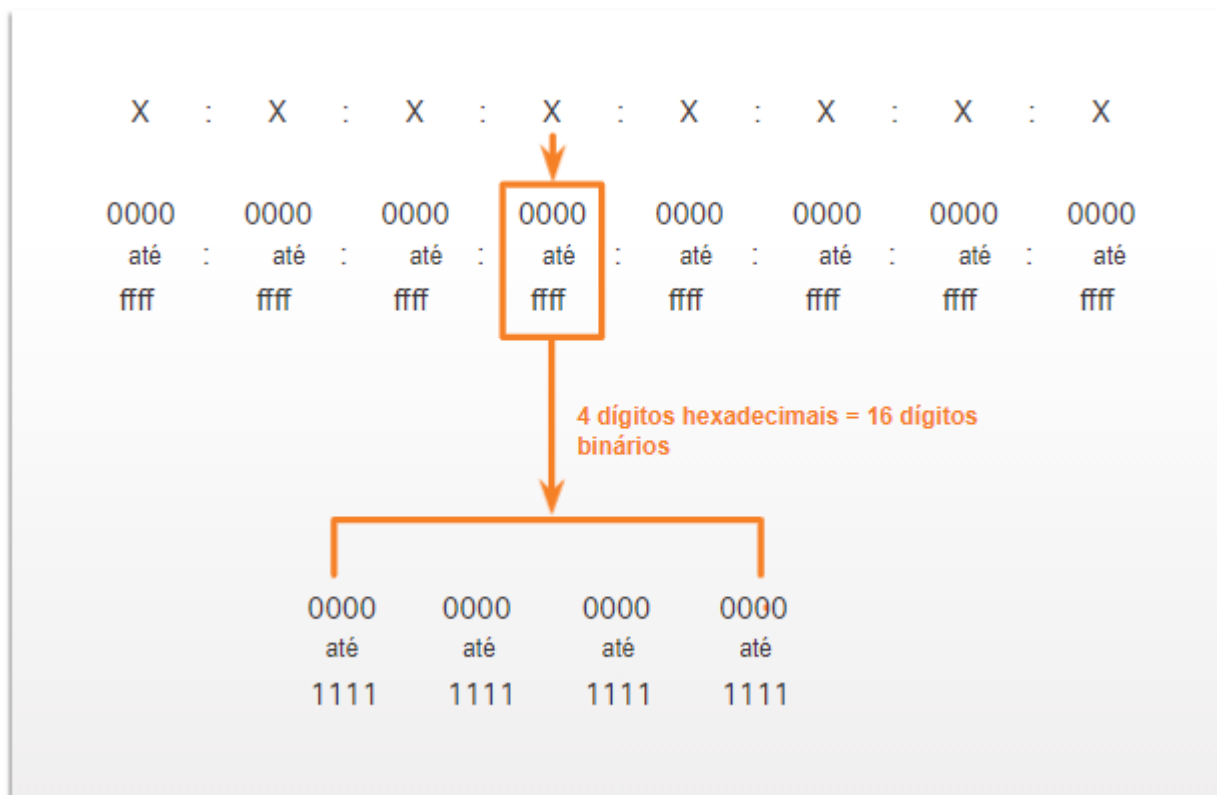 X : X : X : X : X : X : X : X
0000 0000 0000 0000 0000 0000 0000 0000
até : até : até : até : até : até : até : até
ffff ffff ffff ffff ffff ffff ffff ffff
4 dígitos hexadecimais = 16 dígitos
binários
0000 0000 0000 0000
até até até até
1111 1111 1111 1111